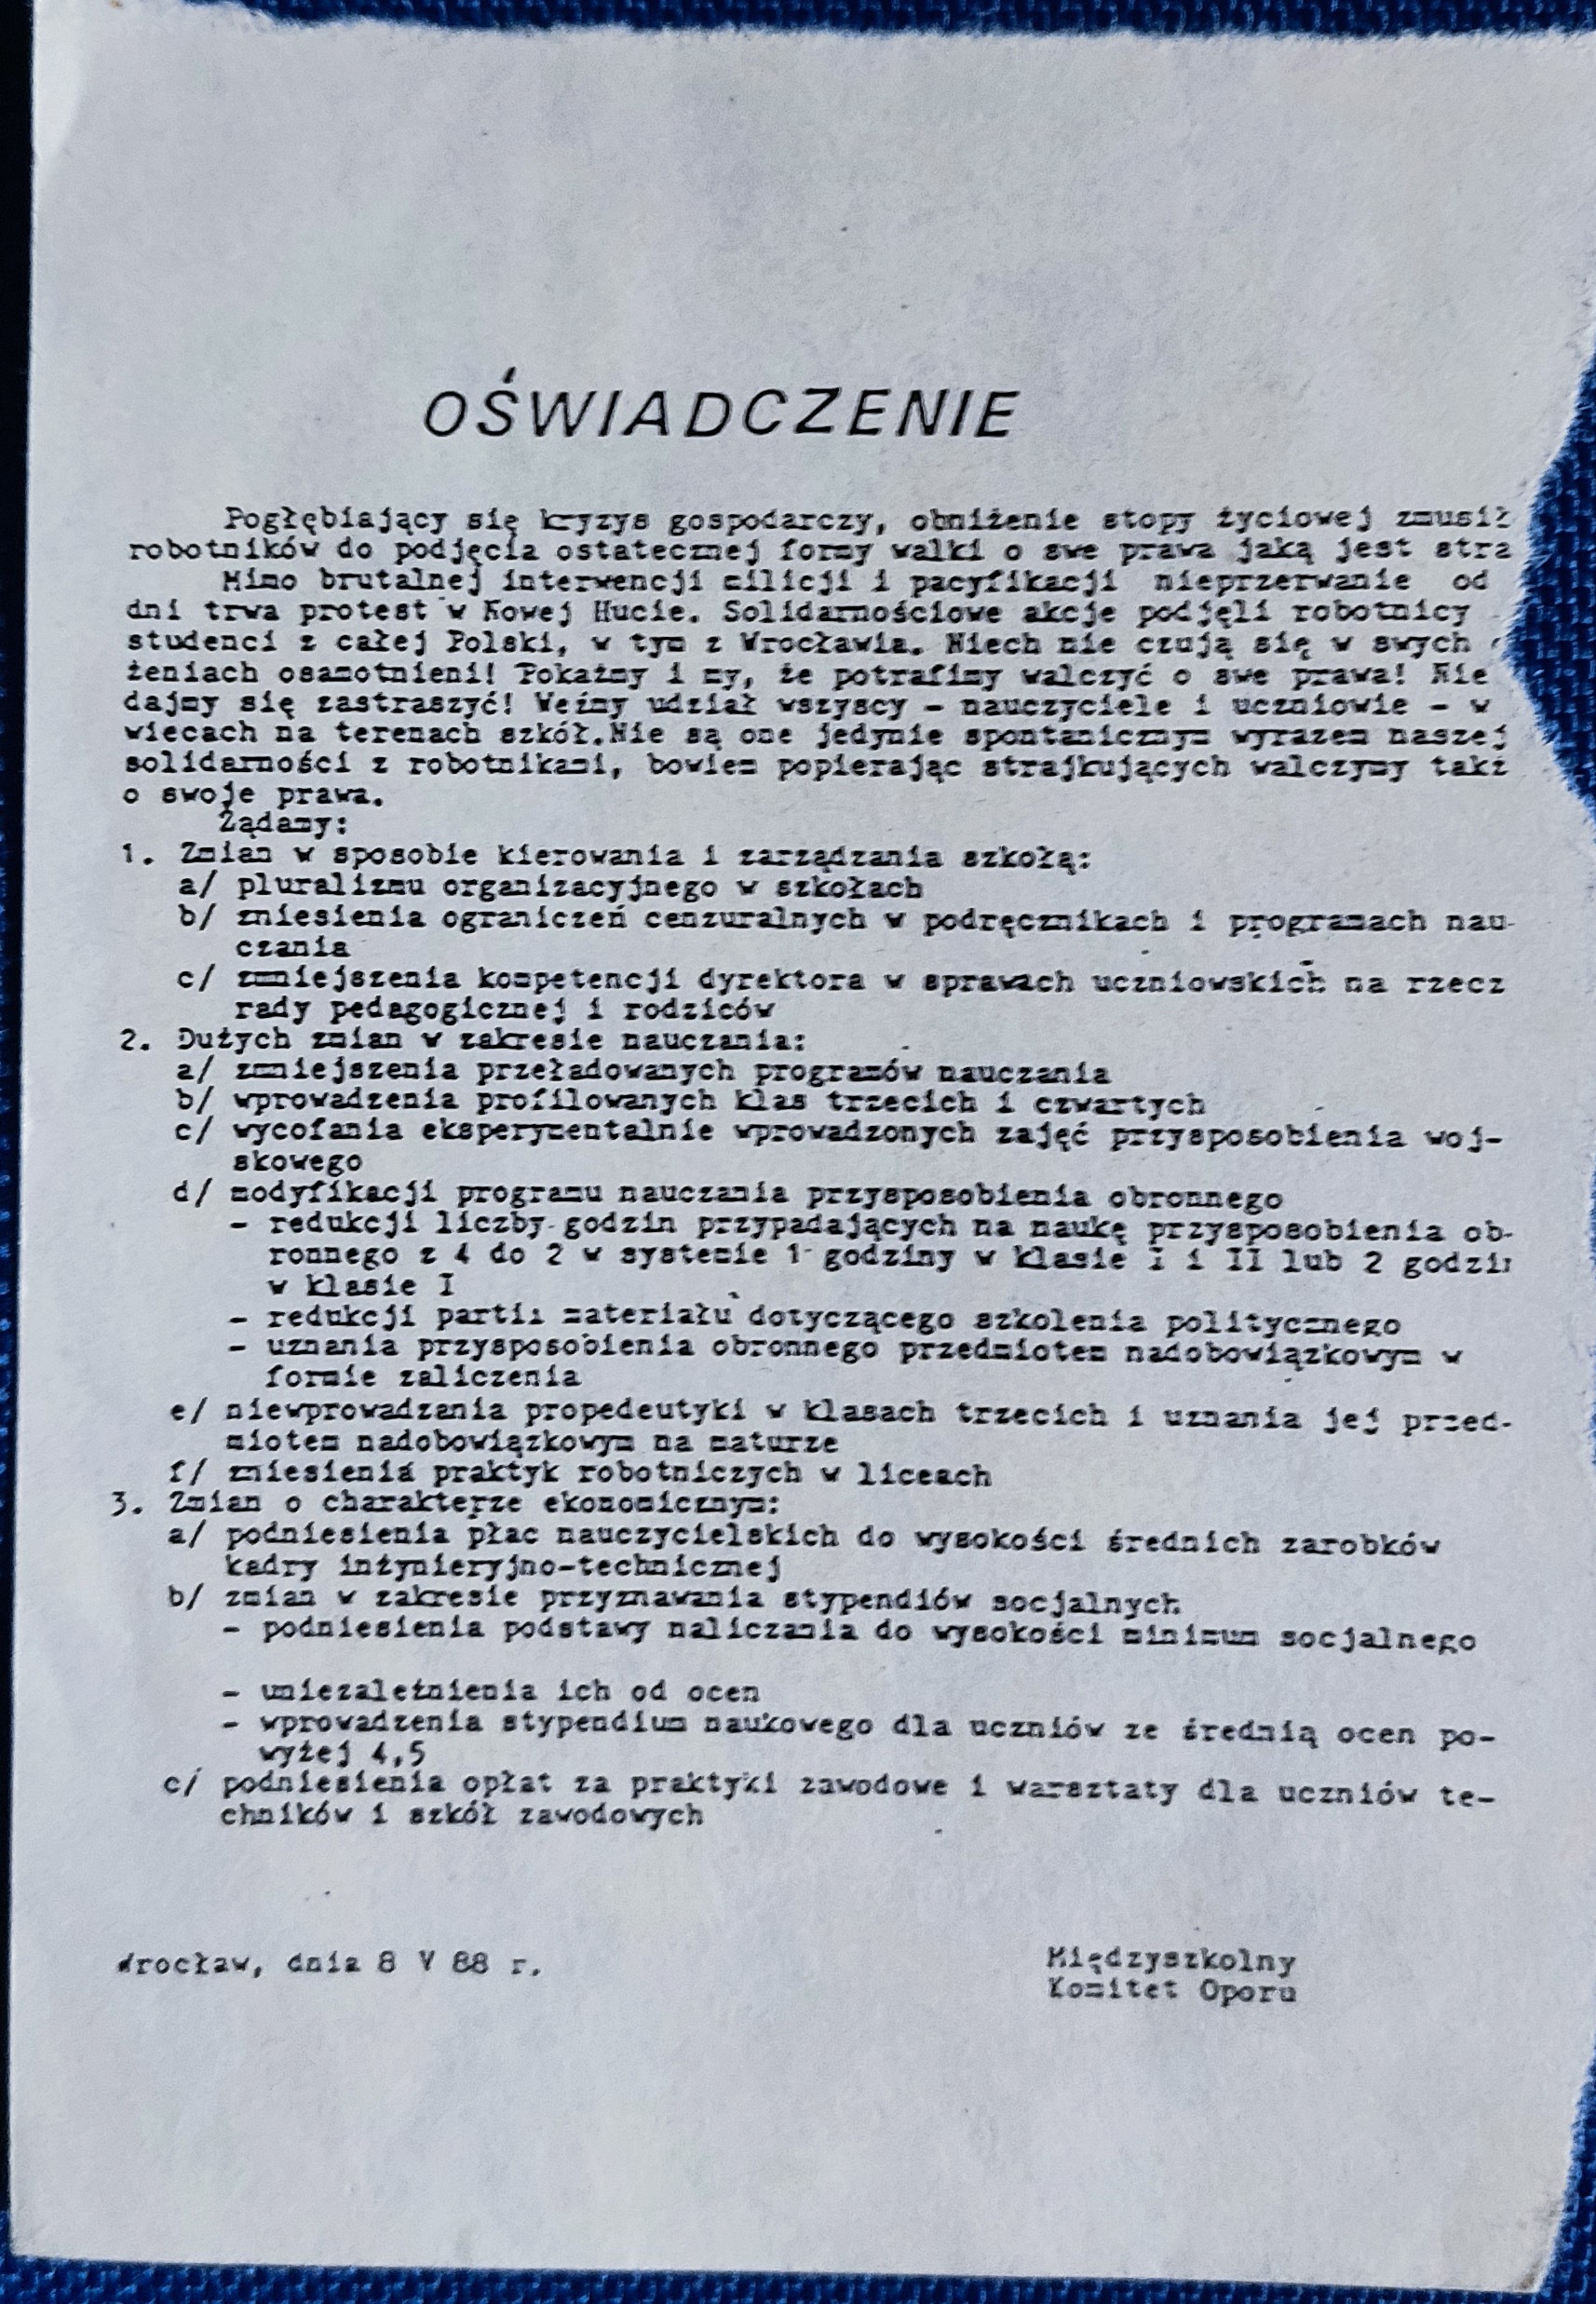 OŚWIADCZENIE
Pogłębiający się kryzys gospodarczy, obniżenie stopy życiowej zmusił
robotników do podjęcia ostatecznej formy walki o swe prawa jaką jest stra
Mimo brutalnej interwencji milicji i pacyfikacji nieprzerwanie od
dni trwa protest w Nowej Hucie. Solidarnościowe akcje podjęli robotnicy
studenci z całej Polski, w tym z Wrocławia. Niech nie czują się w swych
żeniach osamotnieni! Pokażmy i my, że potrafimy walczyć o swe prawa! Nie
dajmy się zastraszyć! Weźmy udział wszyscy - nauczyciele i uczniowie - w
wiecach na terenach szkół.Nie są one jedynie spontanicznym wyrazem naszej
solidarności z robotnikami, bowiem popierając strajkujących walczymy takż
o swoje prawa.
Żądamy:
1. Zmian w sposobie kierowania i zarządzania szkołą:
a/ pluralizmu organizacyjnego w szkołach
b/ zniesienia ograniczeń cenzuralnych w podręcznikach i programach nau-
czania
c/ zmniejszenia kompetencji dyrektora w sprawach uczniowskich na rzecz
rady pedagogicznej i rodziców
2. Dużych zmian w zakresie nauczania:
a/ zmniejszenia przeładowanych programów nauczania
b/ wprowadzenia profilowanych klas trzecich i czwartych
c/ wycofania eksperymentalnie wprowadzonych zajęć przysposobienia woj-
skowego
d/ modyfikacji programu nauczania przysposobienia obronnego
- redukcji liczby godzin przypadających na naukę przysposobienia ob-
ronnego z 4 do 2 w systemie 1 godziny w klasie I i II lub 2 godzin
w klasie I
- redukcji partii materiału dotyczącego szkolenia politycznego
- uznania przysposobienia obronnego przedmiotem nadobowiązkowym w
formie zaliczenia
e/ niewprowadzania propedeutyki w klasach trzecich i uznania jej przed-
miotem nadobowiązkowym na maturze
f/ zniesienia praktyk robotniczych w liceach
3. Zmian o charakterze ekonomicznym:
a/ podniesienia płac nauczycielskich do wysokości średnich zarobków
kadry inżynieryjno-technicznej
b/ zmian w zakresie przyznawania stypendiów socjalnych
- podniesienia podstawy naliczania do wysokości minimum socjalnego
- uniezależnienia ich od ocen
- wprowadzenia stypendium naukowego dla uczniów ze średnią ocen po-
wyżej 4,5
c/ podniesienia opłat za praktyki zawodowe i warsztaty dla uczniów te-
chników i szkół zawodowych
Wrocław, dnia 8 V 88 r.
Międzyszkolny
Komitet Oporu